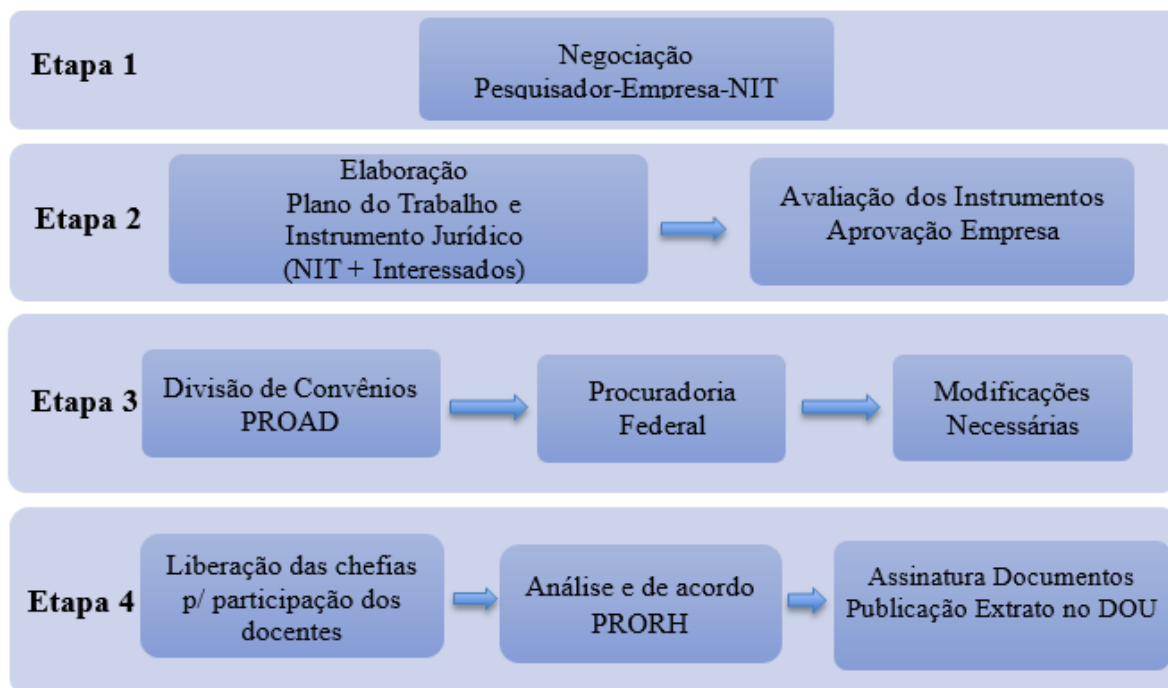 Etapa 1
Negociação
Pesquisador-Empresa-NIT
Etapa 2
Elaboração
Plano do Trabalho e
Instrumento Jurídico
(NIT + Interessados)
Avaliação dos Instrumentos
Aprovação Empresa
Etapa 3
Divisão de Convênios
PROAD
Procuradoria
Federal
Modificações
Necessárias
Etapa 4
Liberação das chefias
p/ participação dos
docentes
Análise e de acordo
PRORH
Assinatura Documentos
Publicação Extrato no DOU